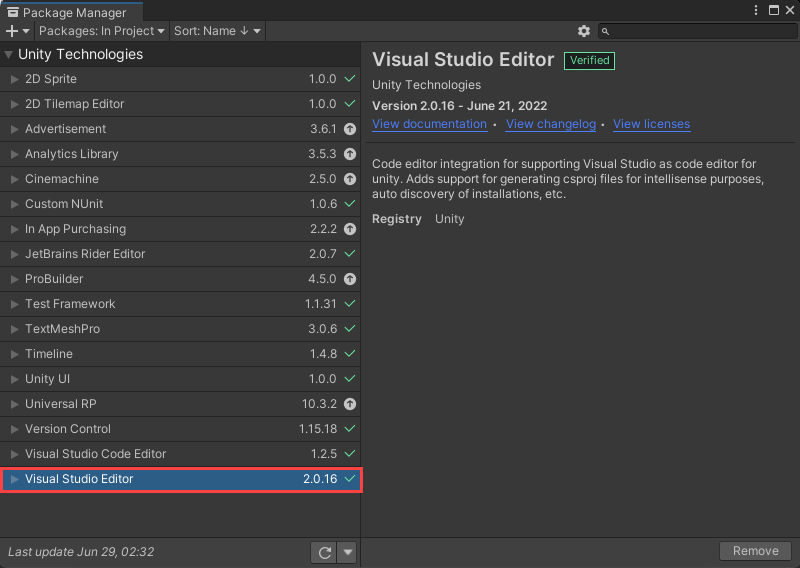 Package Manager
Packages: In Project Sort: Name ↓
Unity Technologies
2D Sprite 1.0.0
2D Tilemap Editor 1.0.0
Advertisement 3.6.1
Analytics Library 3.5.3
Cinemachine 2.5.0
Custom NUnit 1.0.6
In App Purchasing 2.2.2
JetBrains Rider Editor 2.0.7
ProBuilder 4.5.0
Test Framework 1.1.31
TextMeshPro 3.0.6
Timeline 1.4.8
Unity UI 1.0.0
Universal RP 10.3.2
Version Control 1.15.18
Visual Studio Code Editor 1.2.5
Visual Studio Editor 2.0.16
Last update Jun 29, 02:32
Visual Studio Editor Verified
Unity Technologies
Version 2.0.16 - June 21, 2022
View documentation • View changelog • View licenses
Code editor integration for supporting Visual Studio as code editor for
unity. Adds support for generating csproj files for intellisense purposes,
auto discovery of installations, etc.
Registry Unity
Remove